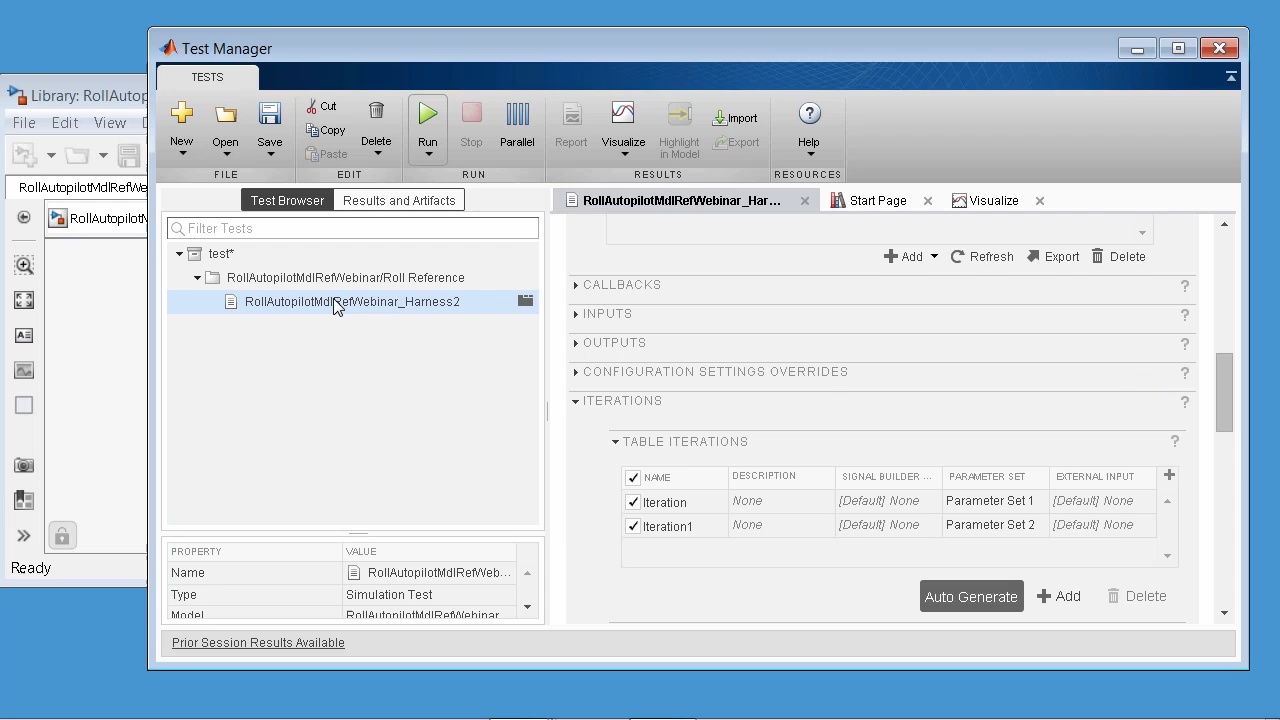 Test Manager
TESTS
Library: RollAutop
File Edit View
RollAutopilotMdlRefWe
RollAutopilotM
Ready
New
Open
Save
Cut
Copy
Paste
Delete
Run
Stop
Parallel
Report
Visualize
Highlight
in Model
Import
Export
Help
FILE
EDIT
RUN
RESULTS
RESOURCES
Test Browser
Results and Artifacts
Filter Tests
test*
RollAutopilotMdlRefWebinar/Roll Reference
RollAutopilotMdlRefWebinar_Harness2
PROPERTY VALUE
Name RollAutopilotMdlRefWeb...
Type Simulation Test
Model RollAutopilotMdlRefWebinar
RollAutopilotMdlRefWebinar_Har...
Start Page
Visualize
Add Refresh Export Delete
CALLBACKS ?
INPUTS ?
OUTPUTS ?
CONFIGURATION SETTINGS OVERRIDES ?
ITERATIONS ?
TABLE ITERATIONS ?
NAME DESCRIPTION SIGNAL BUILDER ... PARAMETER SET EXTERNAL INPUT
Iteration None [Default] None Parameter Set 1 [Default] None
Iteration1 None [Default] None Parameter Set 2 [Default] None
Auto Generate Add Delete
Prior Session Results Available